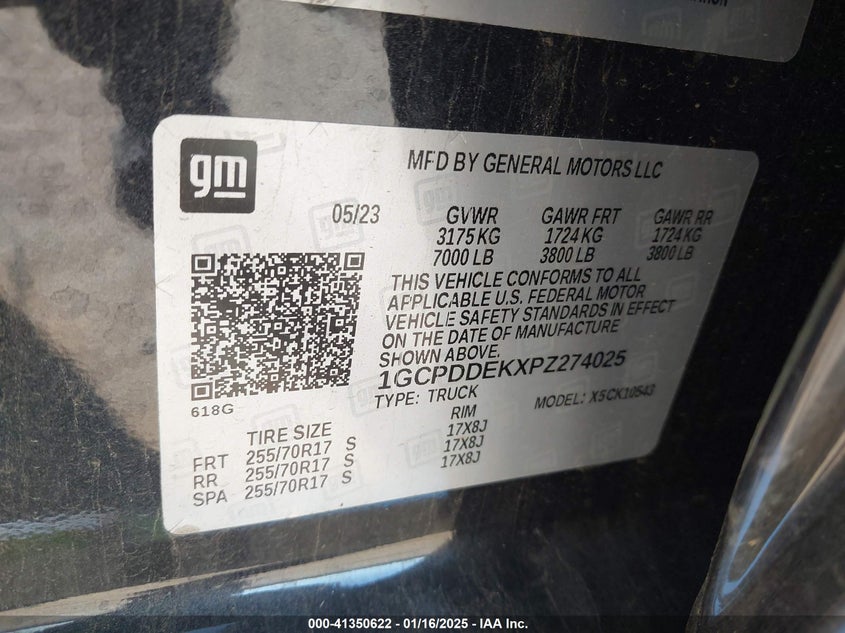 gm
MFD BY GENERAL MOTORS LLC
05/23 GVWR GAWR FRT GAWR RR
3175 KG 1724 KG 1724 KG
7000 LB 3800 LB 3800 LB
THIS VEHICLE CONFORMS TO ALL
APPLICABLE U.S. FEDERAL MOTOR
VEHICLE SAFETY STANDARDS IN EFFECT
ON THE DATE OF MANUFACTURE
SHOWN ABOVE.
1GCPDDEKXPZ274025
TYPE: TRUCK MODEL: X5CK10543
618G
TIRE SIZE RIM
FRT 255/70R17 S 17X8J
RR 255/70R17 S 17X8J
SPA 255/70R17 S 17X8J
000-41350622 - 01/16/2025 - IAA Inc.